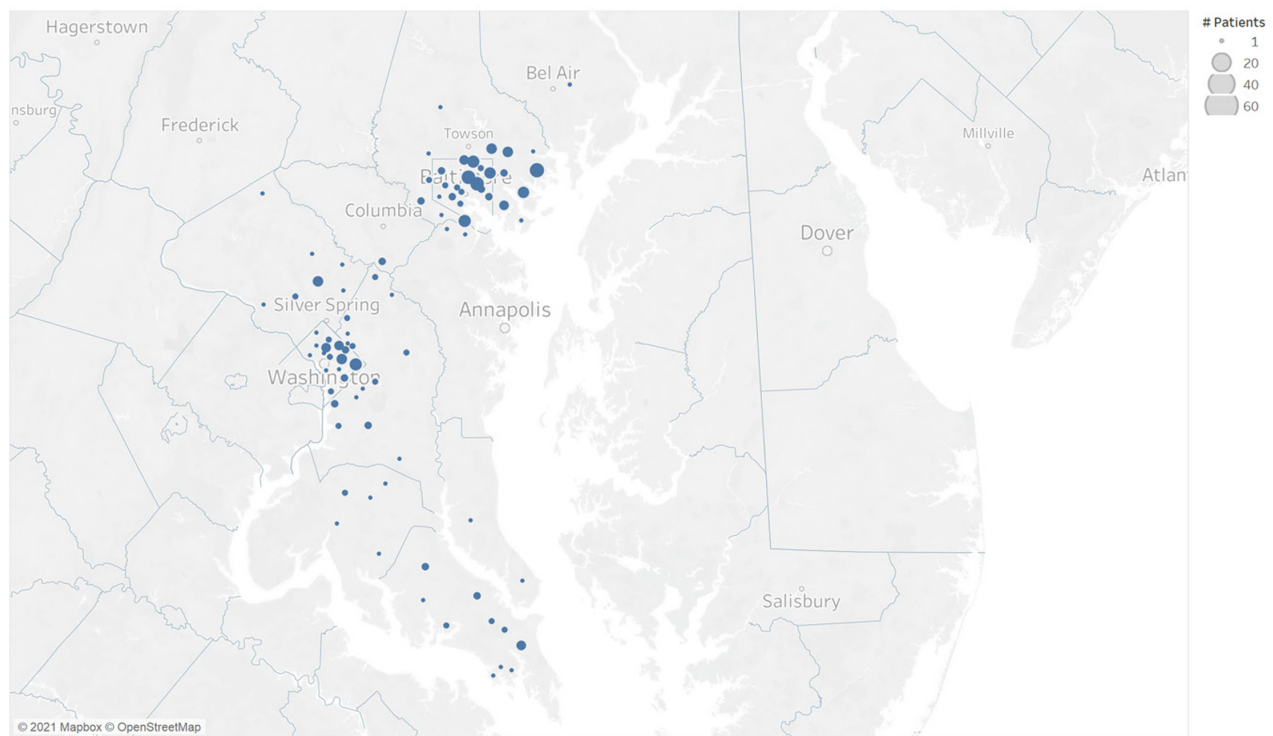 Hagerstown
# Patients
1
20
40
60
Bel Air
nsburg
Frederick
Towson
Millville
Baltimore
Atlan
Columbia
Dover
Silver Spring
Annapolis
Washington
Salisbury
© 2021 Mapbox © OpenStreetMap